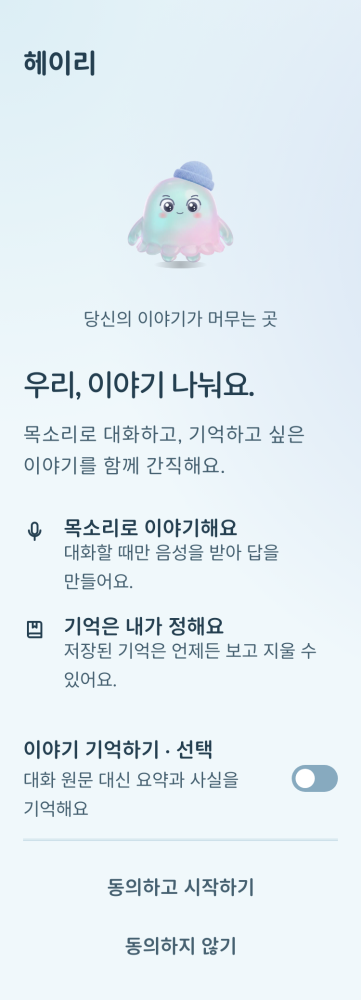 헤이리
당신의 이야기가 머무는 곳
우리, 이야기 나눠요.
목소리로 대화하고, 기억하고 싶은
이야기를 함께 간직해요.
목소리로 이야기해요
대화할 때만 음성을 받아 답을
만들어요.
기억은 내가 정해요
저장된 기억은 언제든 보고 지울 수
있어요.
이야기 기억하기 · 선택
대화 원문 대신 요약과 사실을
기억해요
동의하고 시작하기
동의하지 않기